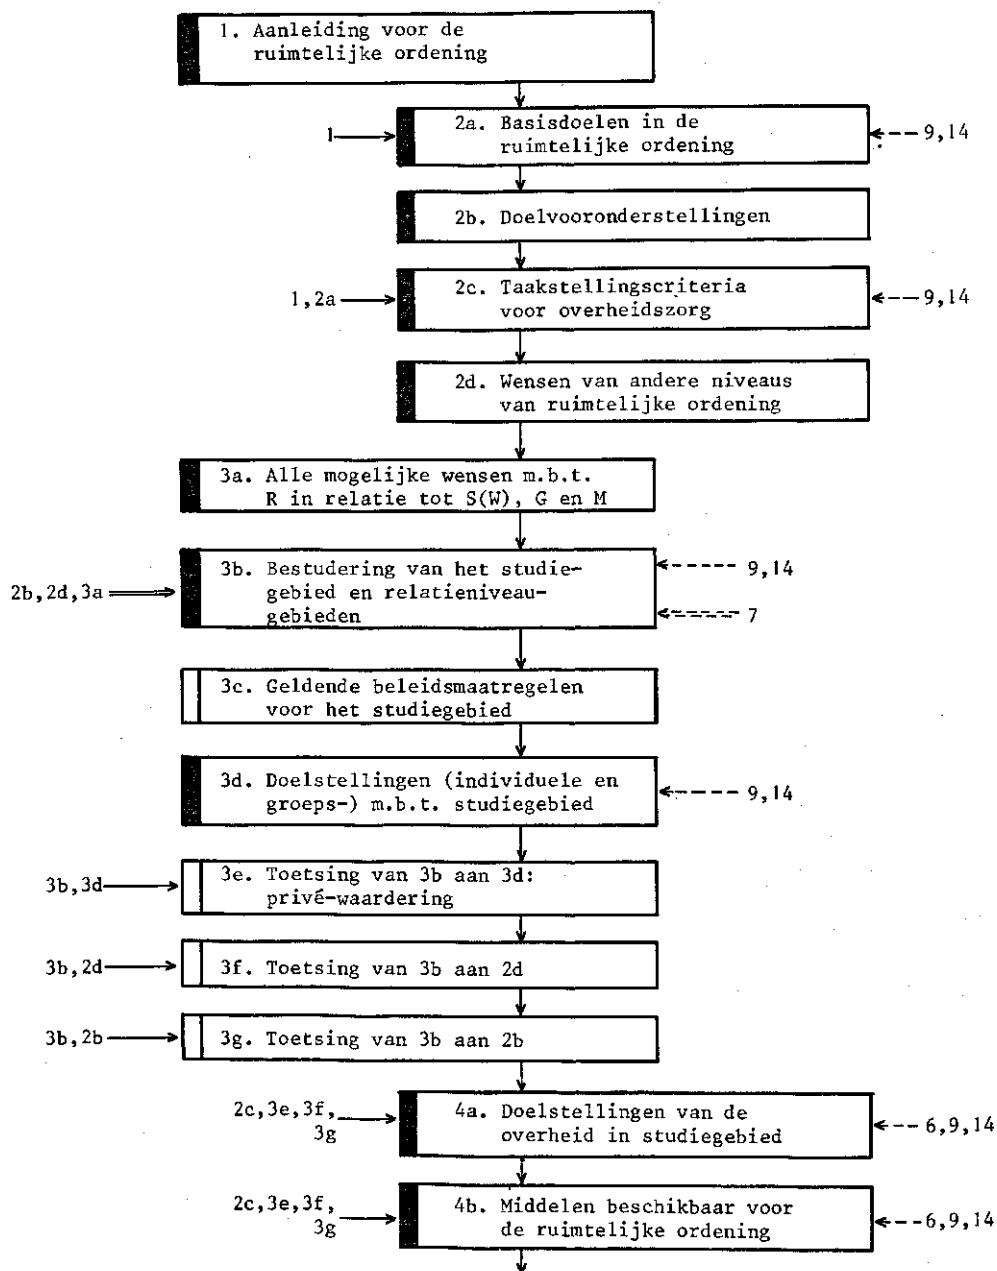 1. Aanleiding voor de
ruimtelijke ordening
1
2a. Basisdoelen in de
ruimtelijke ordening
9,14
2b. Doelvooronderstellingen
1,2a
2c. Taakstellingscriteria
voor overheidszorg
9,14
2d. Wensen van andere niveaus
van ruimtelijke ordening
3a. Alle mogelijke wensen m.b.t.
R in relatie tot S(W), G en M
2b,2d,3a
3b. Bestudering van het studie-
gebied en relatieniveau-
gebieden
9,14
7
3c. Geldende beleidsmaatregelen
voor het studiegebied
3d. Doelstellingen (individuele en
groeps-) m.b.t. studiegebied
9,14
3b,3d
3e. Toetsing van 3b aan 3d:
privé-waardering
3b,2d
3f. Toetsing van 3b aan 2d
3b,2b
3g. Toetsing van 3b aan 2b
2c,3e,3f,
3g
4a. Doelstellingen van de
overheid in studiegebied
6,9,14
2c,3e,3f,
3g
4b. Middelen beschikbaar voor
de ruimtelijke ordening
6,9,14